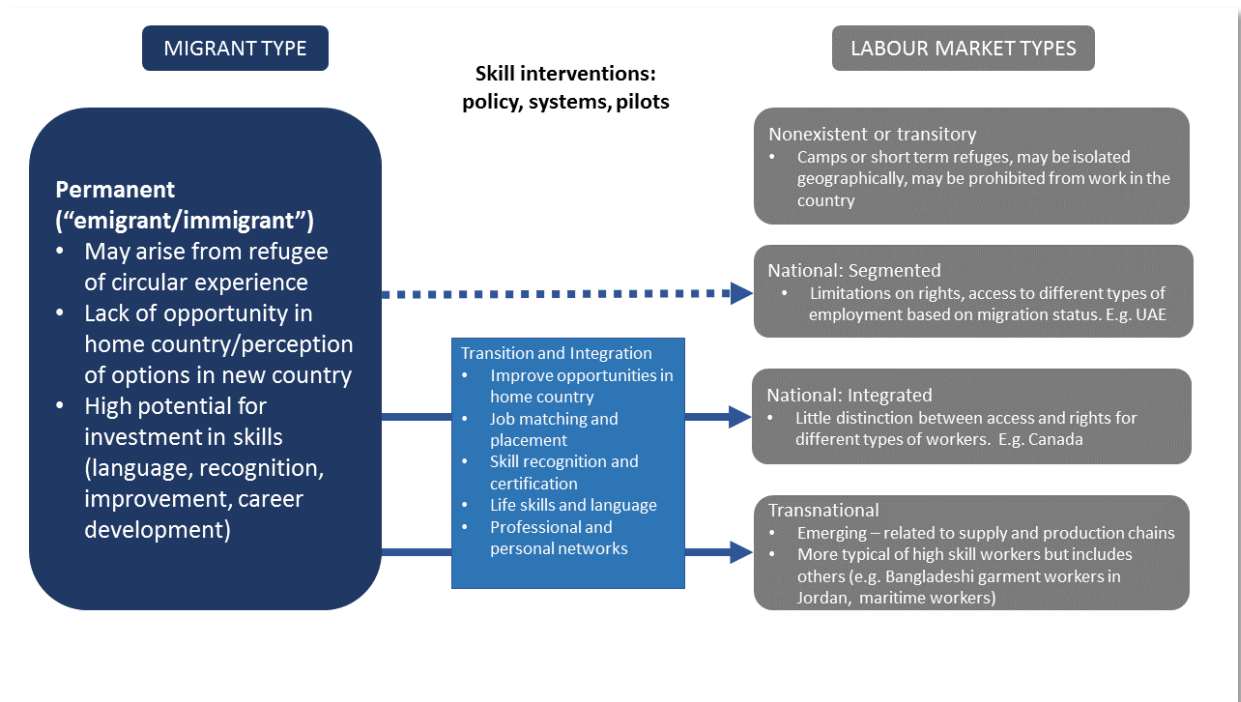 MIGRANT TYPE
LABOUR MARKET TYPES
Skill interventions:
policy, systems, pilots
Permanent
(“emigrant/immigrant”)
• May arise from refugee
of circular experience
• Lack of opportunity in
home country/perception
of options in new country
• High potential for
investment in skills
(language, recognition,
improvement, career
development)
Transition and Integration
• Improve opportunities in
home country
• Job matching and
placement
• Skill recognition and
certification
• Life skills and language
• Professional and
personal networks
Nonexistent or transitory
• Camps or short term refuges, may be isolated
geographically, may be prohibited from work in the
country
National: Segmented
• Limitations on rights, access to different types of
employment based on migration status. E.g. UAE
National: Integrated
• Little distinction between access and rights for
different types of workers.  E.g. Canada
Transnational
• Emerging – related to supply and production chains
• More typical of high skill workers but includes
others (e.g. Bangladeshi garment workers in
Jordan,  maritime workers)